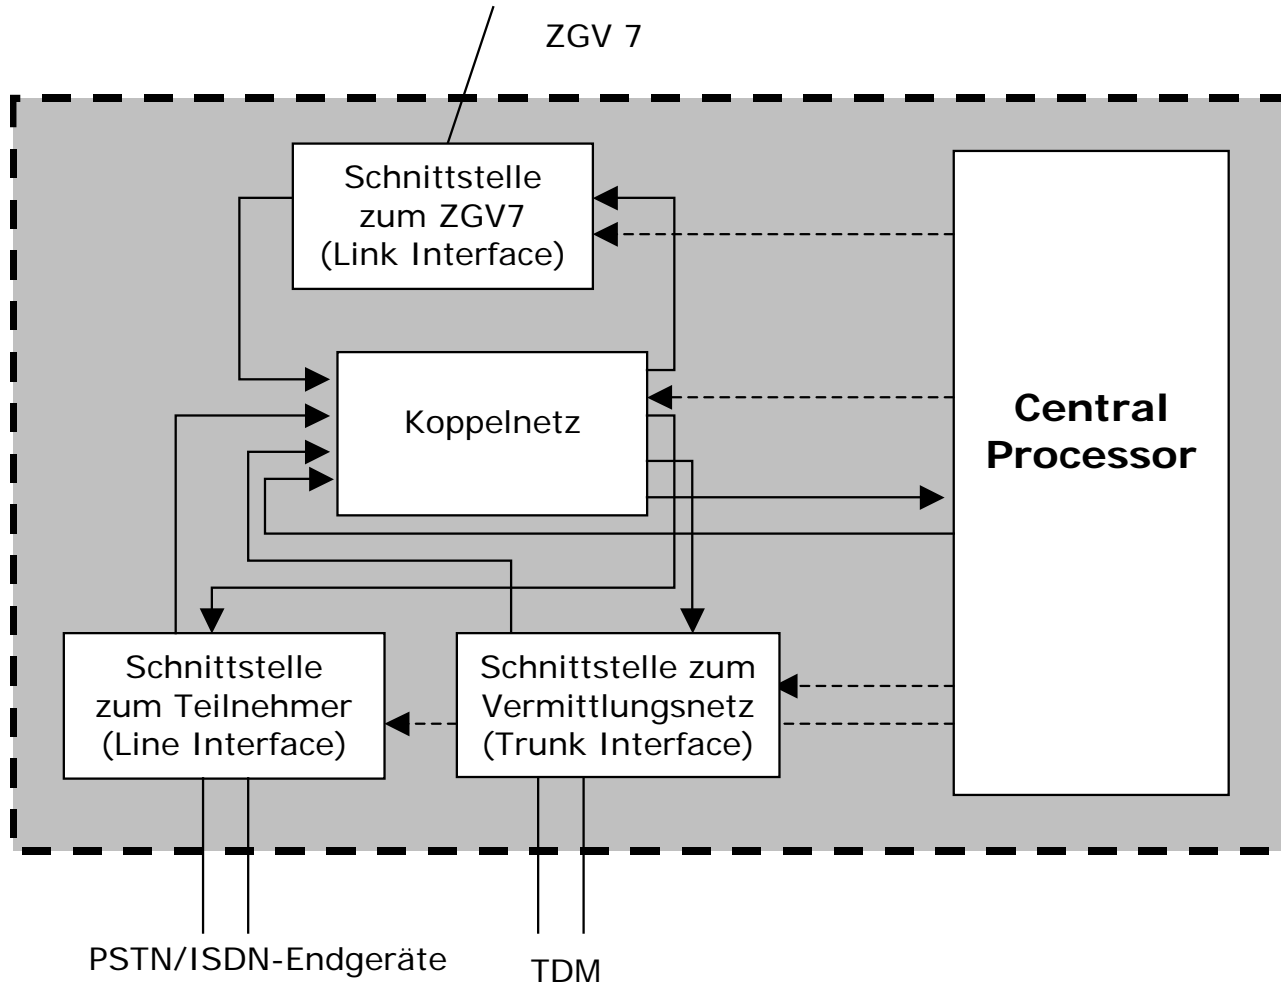 ZGV 7
Schnittstelle
zum ZGV7
(Link Interface)
Koppelnetz
Central
Processor
Schnittstelle
zum Teilnehmer
(Line Interface)
Schnittstelle zum
Vermittlungsnetz
(Trunk Interface)
PSTN/ISDN-Endgeräte
TDM